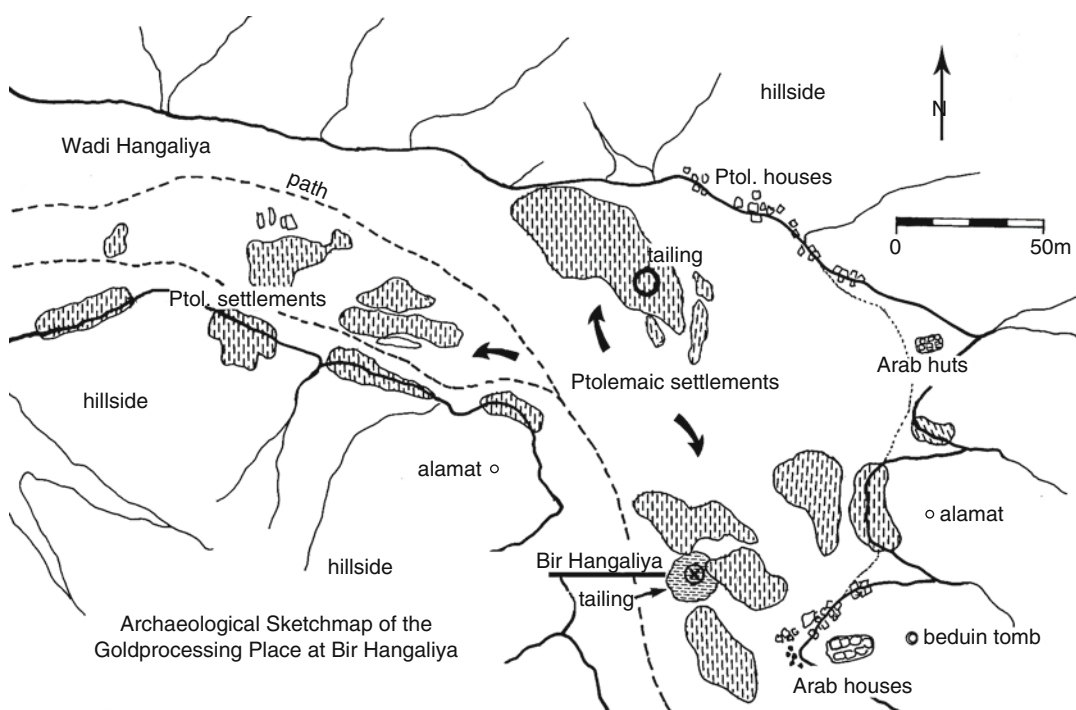 hillside
N
Wadi Hangaliya
path
Ptol. houses
0
50m
tailing
Ptol. settlements
Arab huts
Ptolemaic settlements
hillside
alamat
alamat
Bir Hangaliya
hillside
tailing
Archaeological Sketchmap of the
Goldprocessing Place at Bir Hangaliya
beduin tomb
Arab houses